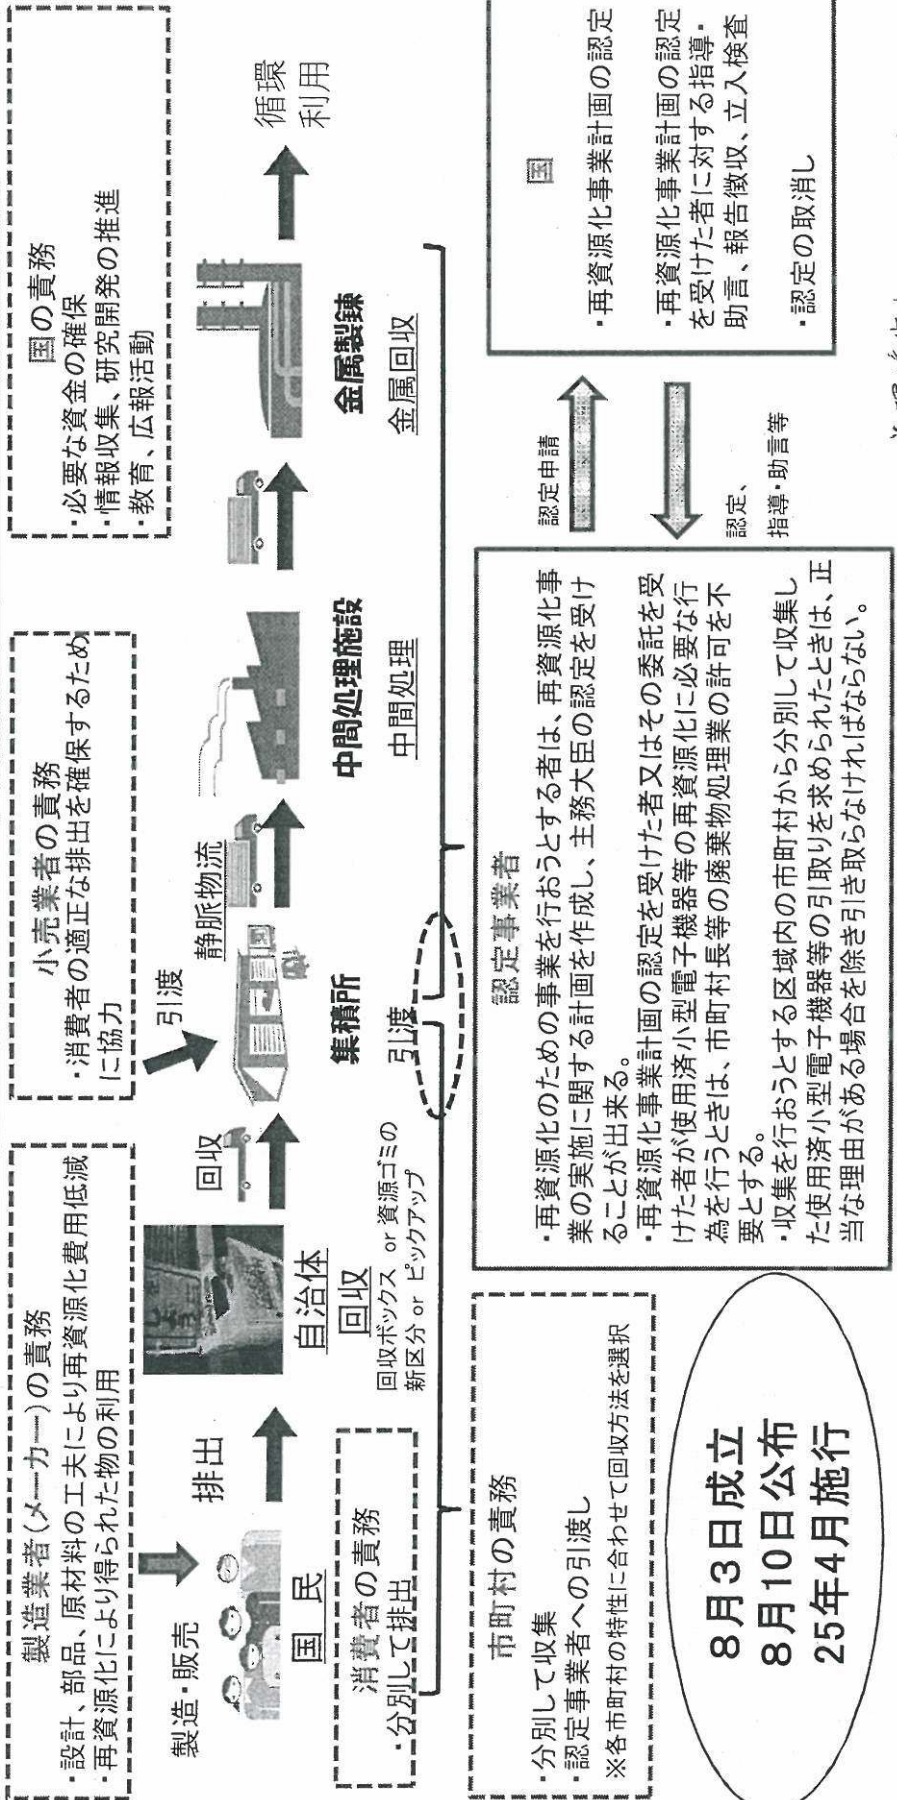 製造業者(メーカー)の責務
・設計、部品、原材料の工夫により再資源化費用低減
・再資源化により得られた物の利用
小売業者の責務
・消費者の適正な排出を確保するため
に協力
国の責務
・必要な資金の確保
・情報収集、研究開発の推進
・教育、広報活動
製造・販売
排出
回収
引渡
静脈物流
循環
利用
国 民
自治体
回収
回収ボックス or 資源ゴミの
新区分 or ピックアップ
集積所
引渡
中間処理施設
中間処理
金属製錬
金属回収
消費者の責務
・分別して排出
市町村の責務
・分別して収集
・認定事業者への引渡し
※各市町村の特性に合わせて回収方法を選択
8月3日成立
8月10日公布
25年4月施行
認定事業者
・再資源化のための事業を行おうとする者は、再資源化事
業の実施に関する計画を作成し、主務大臣の認定を受け
ることが出来る。
・再資源化事業計画の認定を受けた者又はその委託を受
けた者が使用済小型電子機器等の再資源化に必要な行
為を行うときは、市町村長等の廃棄物処理業の許可を不
要とする。
・収集を行おうとする区域内の市町村から分別して収集し
た使用済小型電子機器等の引取りを求められたときは、正
当な理由がある場合を除き引き取らなければならない。
認定申請
認定、
指導・助言等
国
・再資源化事業計画の認定
・再資源化事業計画の認定
を受けた者に対する指導・
助言、報告徴収、立入検査
・認定の取消し